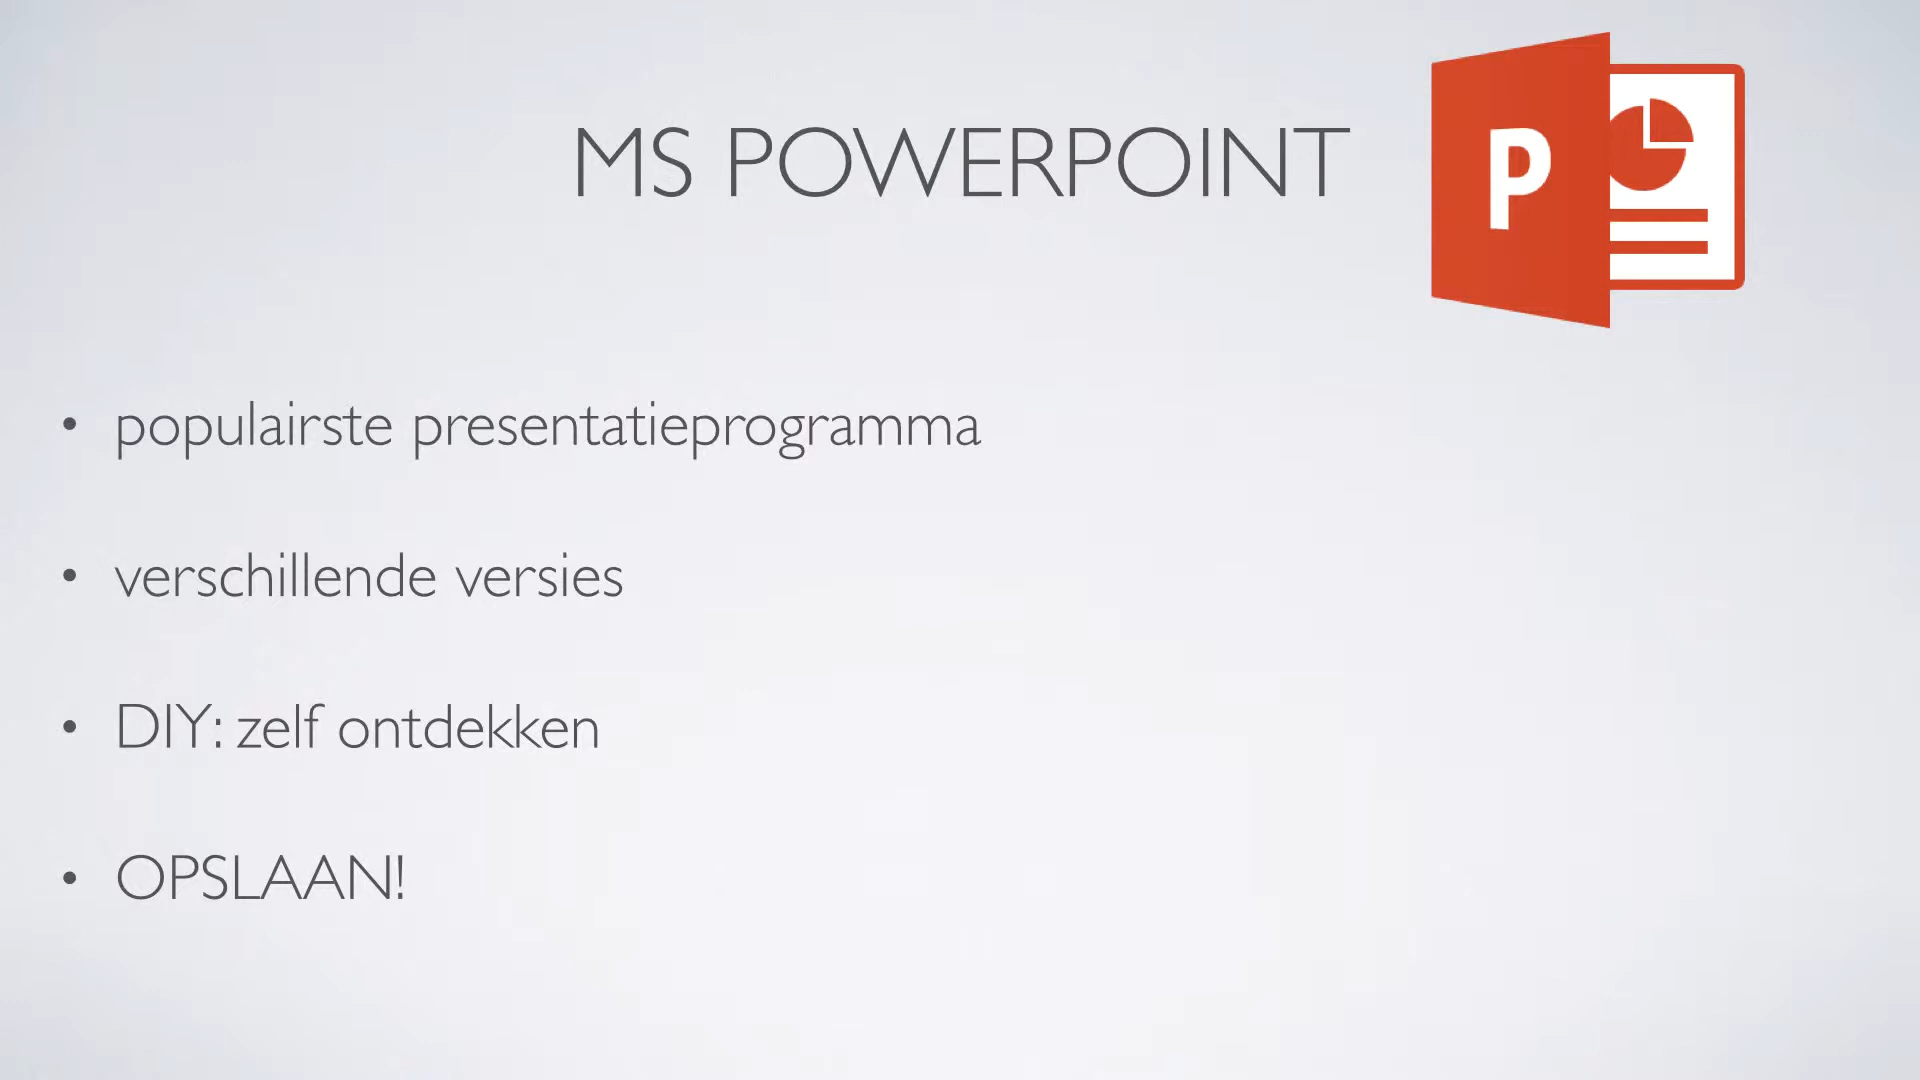 MS POWERPOINT
P
• populairste presentatieprogramma
• verschillende versies
• DIY: zelf ontdekken
• OPSLAAN!